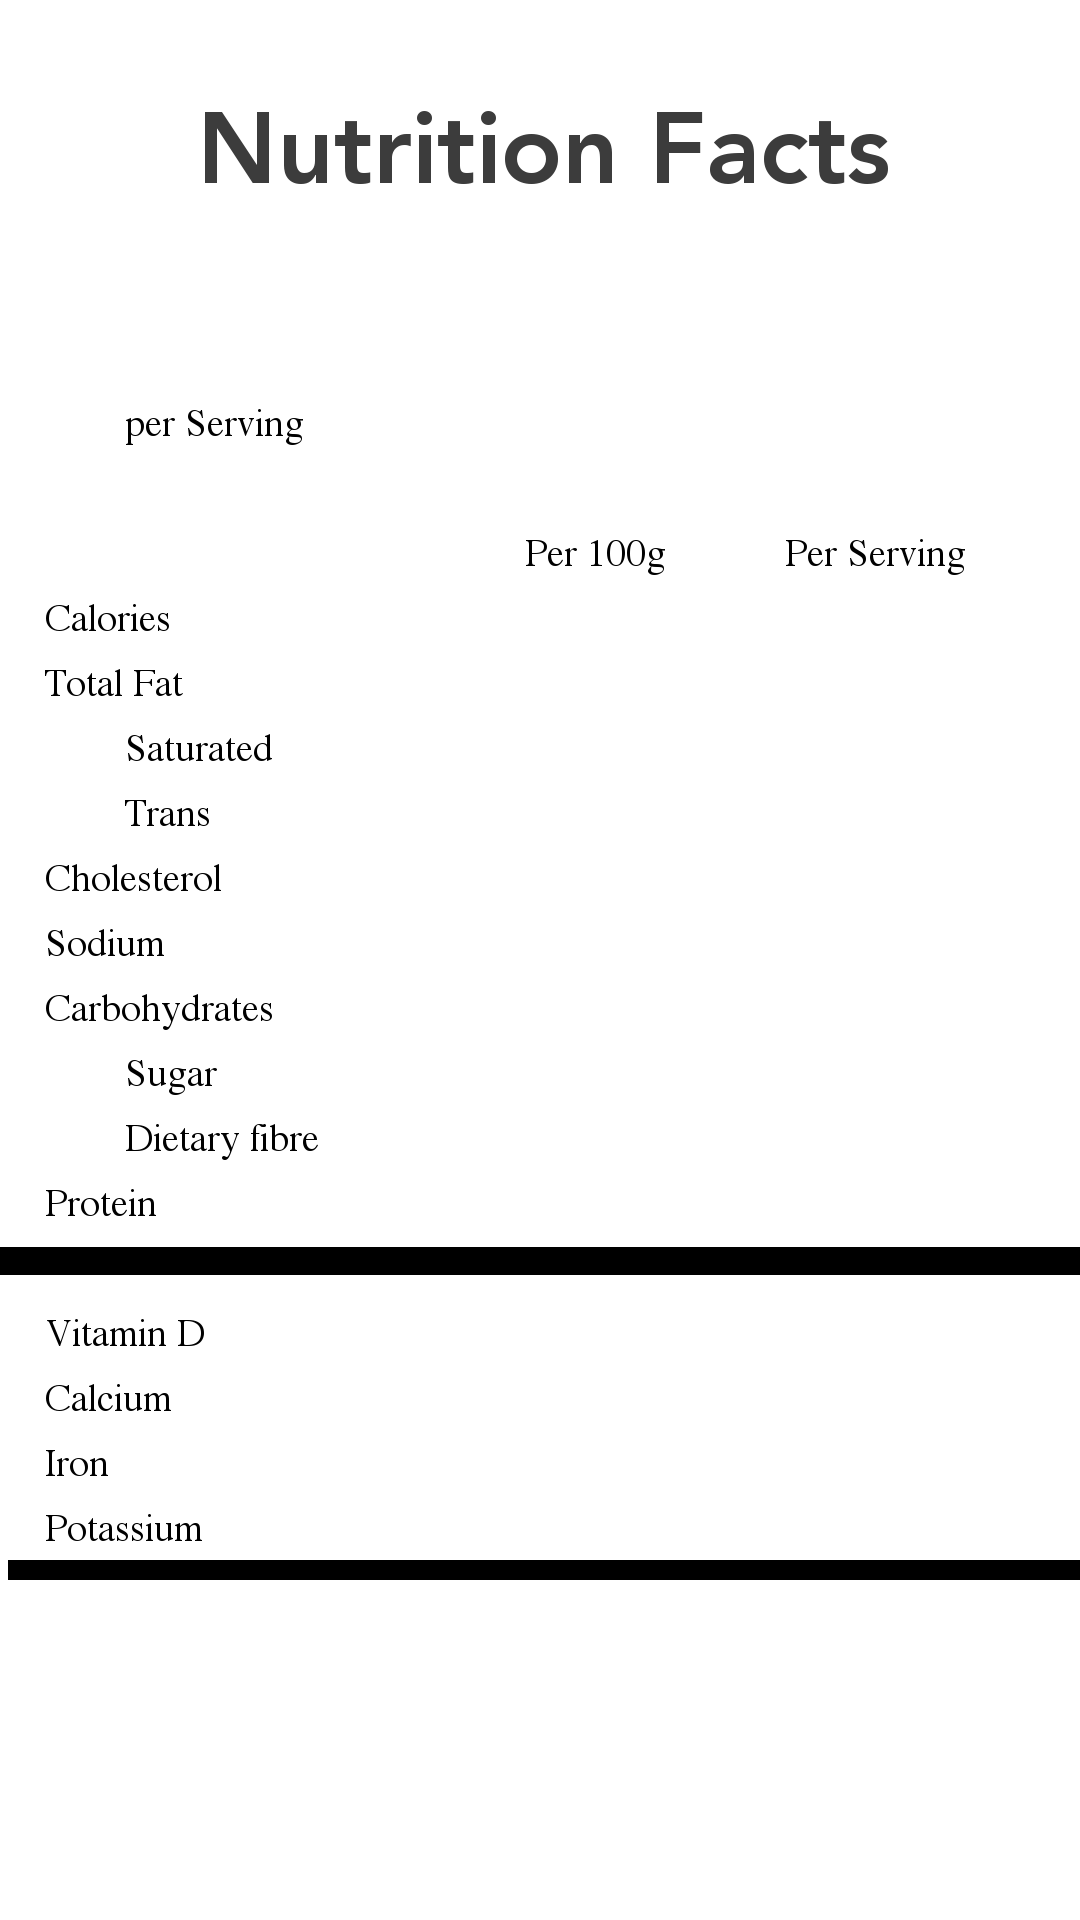 Nutrition Facts
per Serving
Per 100g Per Serving
Calories
Total Fat
Saturated
Trans
Cholesterol
Sodium
Carbohydrates
Sugar
Dietary fibre
Protein
Vitamin D
Calcium
Iron
Potassium